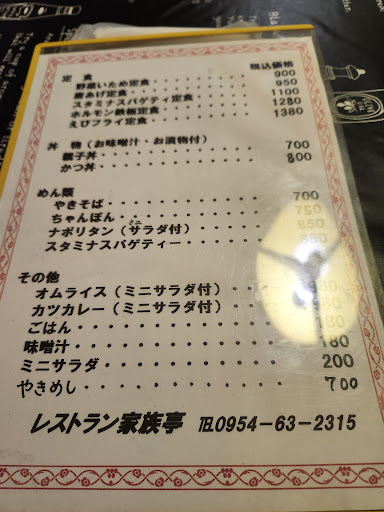 税込価格
定　食
野菜いため定食・・・・・・・・・・900
唐あげ定食・・・・・・・・・・950
スタミナスパゲティ定食・・・・・・・1100
ホルモン鉄板定食・・・・・・・・・1280
えびフライ定食・・・・・・・・・・1380
丼　物（お味噌汁・お漬物付）
親子丼・・・・・・・・・・・・・700
かつ丼・・・・・・・・・・・・・800
めん類
やきそば・・・・・・・・・・・・700
ちゃんぽん・・・・・・・・・・・750
ナポリタン（ミニサラダ付）・・・・・850
スタミナスパゲティー・・・・・・・
その他
オムライス（ミニサラダ付）・・・・
カツカレー（ミニサラダ付）・・・・
ごはん・・・・・・・・・・・・・180
味噌汁・・・・・・・・・・・・・180
ミニサラダ・・・・・・・・・・・200
やきめし・・・・・・・・・・・・700
レストラン家族亭　℡0954−63−2315